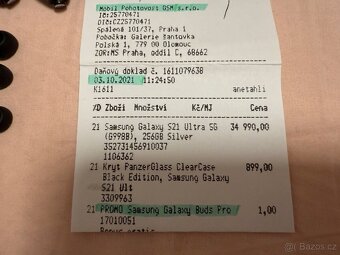 Mobil Pohotovost GSM s.r.o.
IČ:25770471
DIČ:CZ25770471
Spálená 101/37, Praha 1
Pobočka: Galerie Šantovka
Polská 1, 779 00 Olomouc
ZOR:MS Praha, oddíl C, 68662
Daňový doklad č. 1611079638
03.10.2021 11:24:50
K1611 anetahli
%D Zboží Množství Kč/MJ Cena
21 Samsung Galaxy S21 Ultra 5G 34 990,00
(G998B), 256GB Silver
352731456910037
1106362
21 Kryt PanzerGlass ClearCase 899,00
Black Edition, Samsung Galaxy
S21 Ult
3309963
21 PROMO Samsung Galaxy Buds Pro 1,00
17010051
Bonus gratis
Sbazar.cz